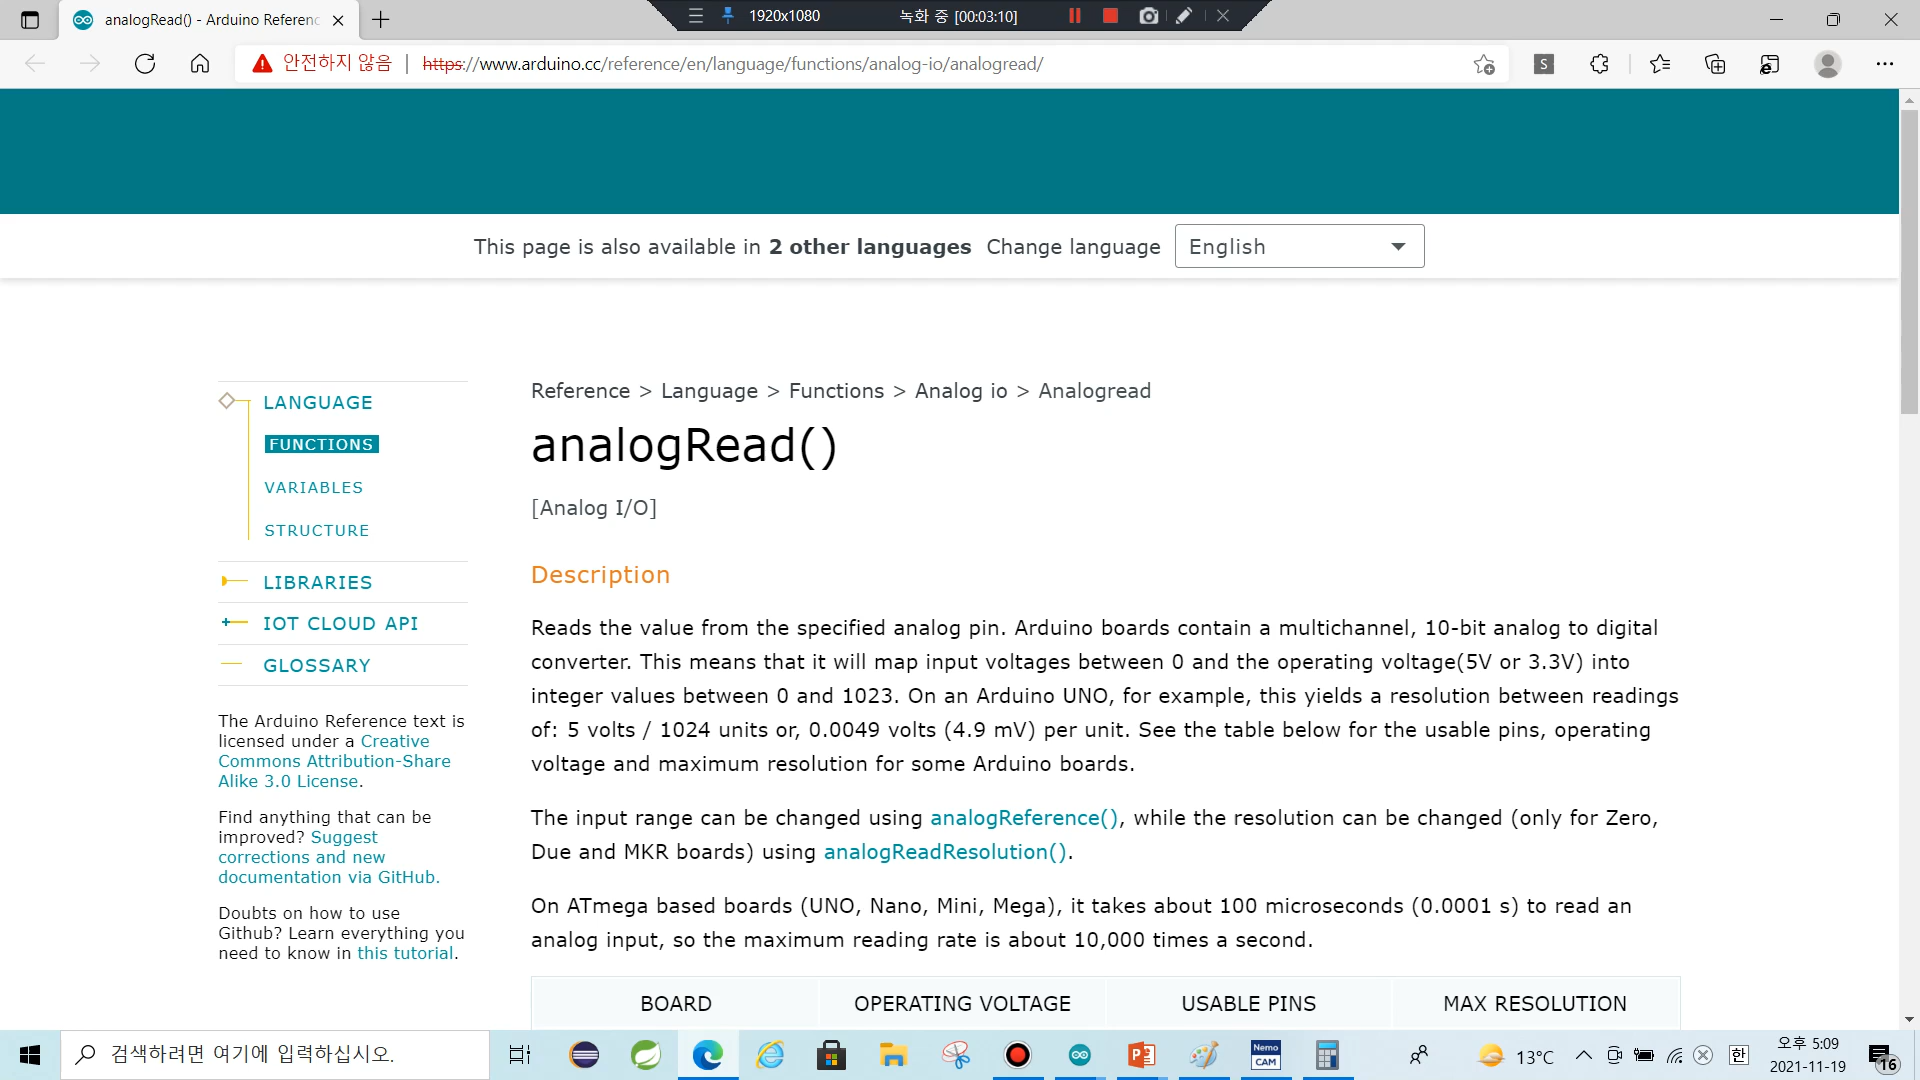 analogRead() - Arduino Referenc
1920x1080
녹화 중 [00:03:10]
안전하지 않음
https://www.arduino.cc/reference/en/language/functions/analog-io/analogread/
S
This page is also available in 2 other languages Change language English
LANGUAGE
FUNCTIONS
VARIABLES
STRUCTURE
LIBRARIES
IOT CLOUD API
GLOSSARY
The Arduino Reference text is
licensed under a Creative
Commons Attribution-Share
Alike 3.0 License.
Find anything that can be
improved? Suggest
corrections and new
documentation via GitHub.
Doubts on how to use
Github? Learn everything you
need to know in this tutorial.
Reference > Language > Functions > Analog io > Analogread
analogRead()
[Analog I/O]
Description
Reads the value from the specified analog pin. Arduino boards contain a multichannel, 10-bit analog to digital
converter. This means that it will map input voltages between 0 and the operating voltage(5V or 3.3V) into
integer values between 0 and 1023. On an Arduino UNO, for example, this yields a resolution between readings
of: 5 volts / 1024 units or, 0.0049 volts (4.9 mV) per unit. See the table below for the usable pins, operating
voltage and maximum resolution for some Arduino boards.
The input range can be changed using analogReference(), while the resolution can be changed (only for Zero,
Due and MKR boards) using analogReadResolution().
On ATmega based boards (UNO, Nano, Mini, Mega), it takes about 100 microseconds (0.0001 s) to read an
analog input, so the maximum reading rate is about 10,000 times a second.
BOARD OPERATING VOLTAGE USABLE PINS MAX RESOLUTION
검색하려면 여기에 입력하십시오.
Nemo
CAM
13°C
한
오후 5:09
2021-11-19
16